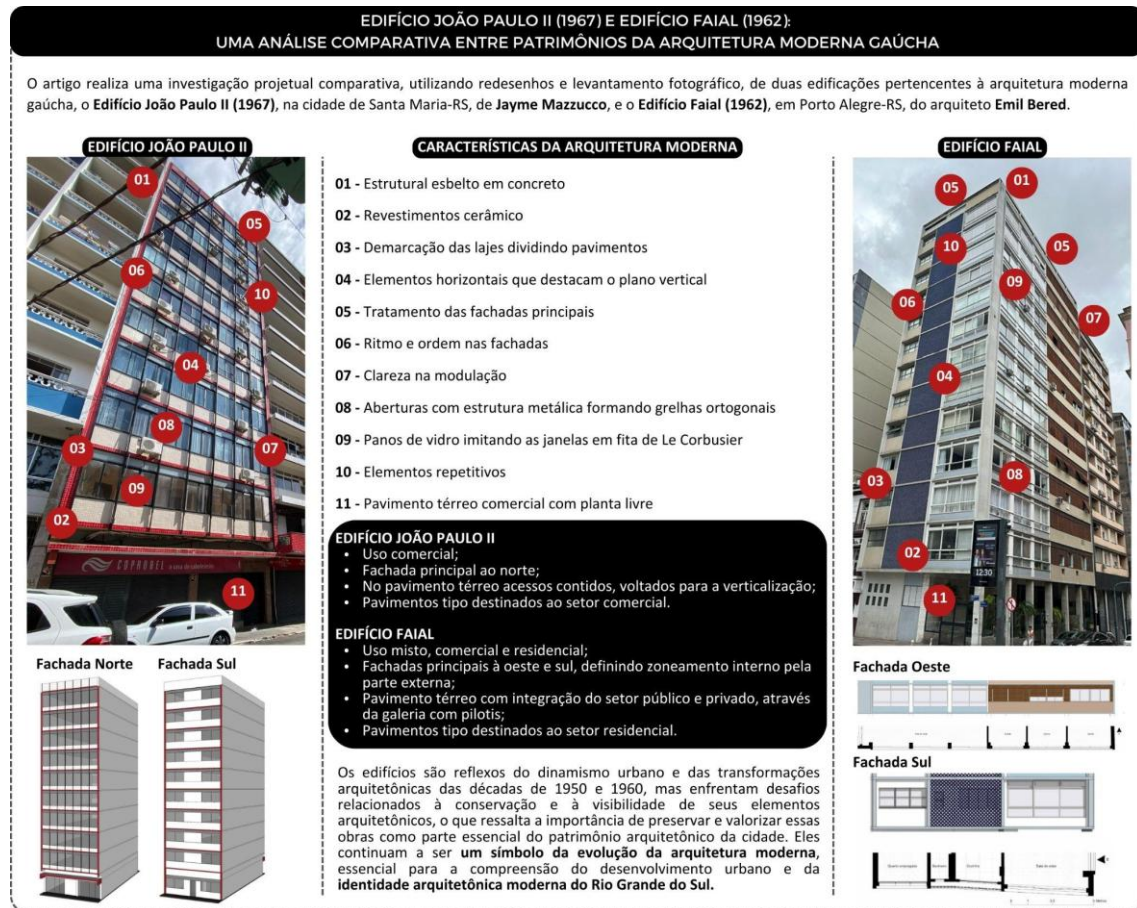 EDIFÍCIO JOÃO PAULO II (1967) E EDIFÍCIO FAIAL (1962):
UMA ANÁLISE COMPARATIVA ENTRE PATRIMÔNIOS DA ARQUITETURA MODERNA GAÚCHA
O artigo realiza uma investigação projetual comparativa, utilizando redesenhos e levantamento fotográfico, de duas edificações pertencentes à arquitetura moderna
gaúcha, o Edifício João Paulo II (1967), na cidade de Santa Maria-RS, de Jayme Mazzucco, e o Edifício Faial (1962), em Porto Alegre-RS, do arquiteto Emil Bered.
EDIFÍCIO JOÃO PAULO II
01
05
06
10
04
08
03
07
09
02
COPROBEL
11
Fachada Norte
Fachada Sul
CARACTERÍSTICAS DA ARQUITETURA MODERNA
01 - Estrutural esbelto em concreto
02 - Revestimentos cerâmico
03 - Demarcação das lajes dividindo pavimentos
04 - Elementos horizontais que destacam o plano vertical
05 - Tratamento das fachadas principais
06 - Ritmo e ordem nas fachadas
07 - Clareza na modulação
08 - Aberturas com estrutura metálica formando grelhas ortogonais
09 - Panos de vidro imitando as janelas em fita de Le Corbusier
10 - Elementos repetitivos
11 - Pavimento térreo comercial com planta livre
EDIFÍCIO JOÃO PAULO II
• Uso comercial;
• Fachada principal ao norte;
• No pavimento térreo acessos contidos, voltados para a verticalização;
• Pavimentos tipo destinados ao setor comercial.
EDIFÍCIO FAIAL
• Uso misto, comercial e residencial;
• Fachadas principais à oeste e sul, definindo zoneamento interno pela
parte externa;
• Pavimento térreo com integração do setor público e privado, através
da galeria com pilotis;
• Pavimentos tipo destinados ao setor residencial.
Os edifícios são reflexos do dinamismo urbano e das transformações
arquitetônicas das décadas de 1950 e 1960, mas enfrentam desafios
relacionados à conservação e à visibilidade de seus elementos
arquitetônicos, o que ressalta a importância de preservar e valorizar essas
obras como parte essencial do patrimônio arquitetônico da cidade. Eles
continuam a ser um símbolo da evolução da arquitetura moderna,
essencial para a compreensão do desenvolvimento urbano e da
identidade arquitetônica moderna do Rio Grande do Sul.
EDIFÍCIO FAIAL
05
01
10
05
09
06
07
04
03
08
02
12:30
11
Fachada Oeste
Fachada Sul